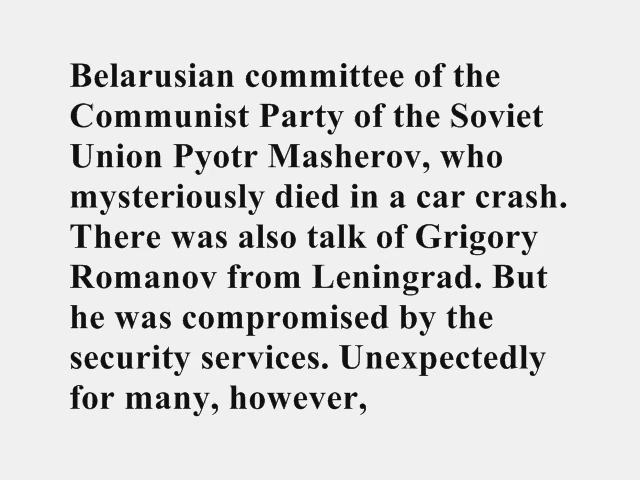 Belarusian committee of the
Communist Party of the Soviet
Union Pyotr Masherov, who
mysteriously died in a car crash.
There was also talk of Grigory
Romanov from Leningrad. But
he was compromised by the
security services. Unexpectedly
for many, however,